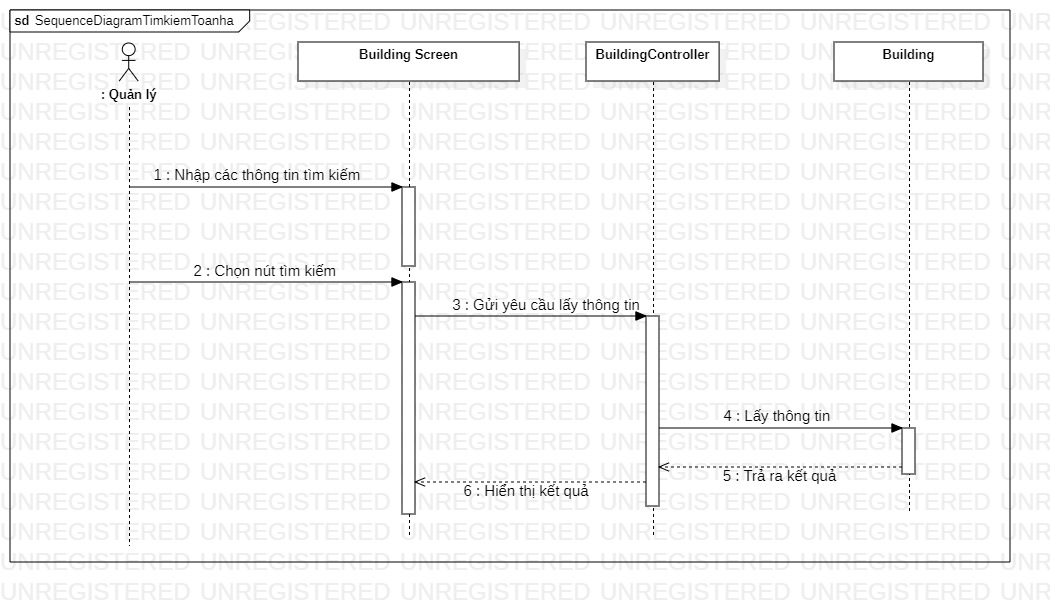 sd SequenceDiagramTimkiemToanha
Building Screen
BuildingController
Building
: Quản lý
1 : Nhập các thông tin tìm kiếm
2 : Chọn nút tìm kiếm
3 : Gửi yêu cầu lấy thông tin
4 : Lấy thông tin
5 : Trả ra kết quả
6 : Hiển thị kết quả
UNREGISTERED